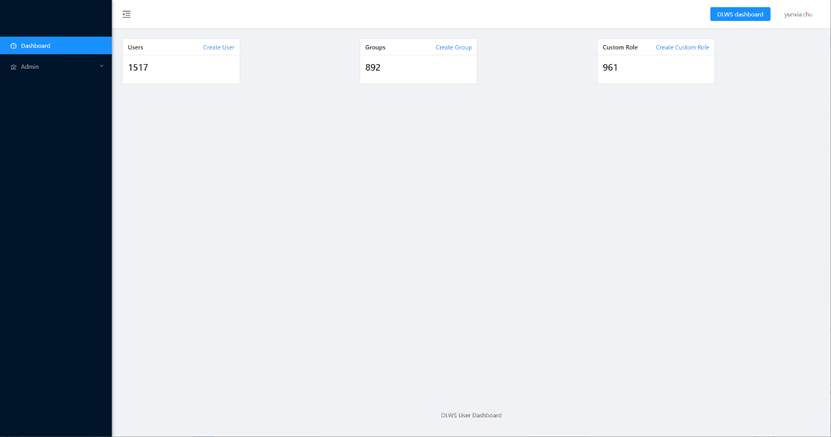 DLWS dashboard
yunxia.chu
Dashboard
Admin
Users Create User
1517
Groups Create Group
892
Custom Role Create Custom Role
961
DLWS User Dashboard